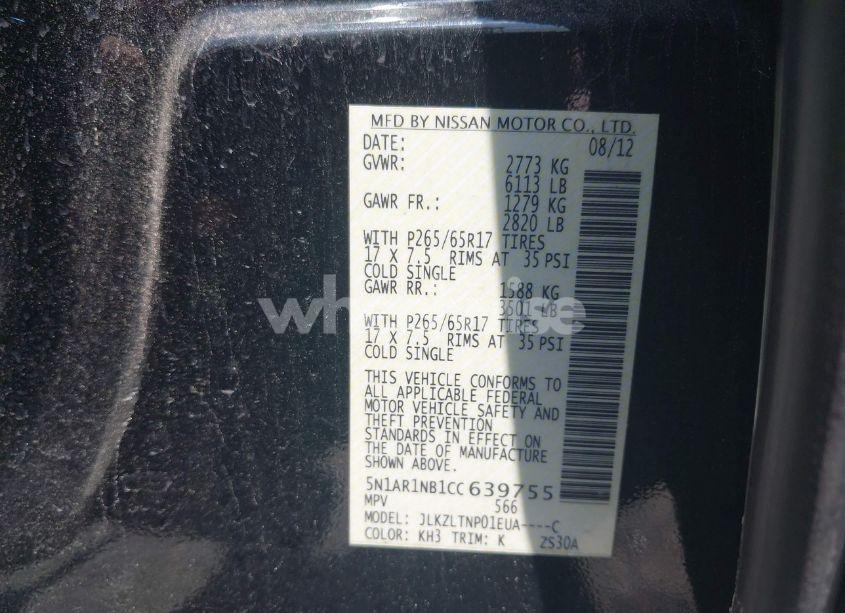 MFD BY NISSAN MOTOR CO., LTD.
DATE: 08/12
GVWR: 2773 KG
6113 LB
GAWR FR.: 1279 KG
2820 LB
WITH P265/65R17 TIRES
17 X 7.5 RIMS AT 35 PSI
COLD SINGLE
GAWR RR.: 1588 KG
3501 LB
WITH P265/65R17 TIRES
17 X 7.5 RIMS AT 35 PSI
COLD SINGLE
THIS VEHICLE CONFORMS TO
ALL APPLICABLE FEDERAL
MOTOR VEHICLE SAFETY AND
THEFT PREVENTION
STANDARDS IN EFFECT ON
THE DATE OF MANUFACTURE
SHOWN ABOVE.
5N1AR1NB1CC 639755
MPV 566
MODEL: JLKZLTNP01EUA----C
COLOR: KH3 TRIM: K ZS30A